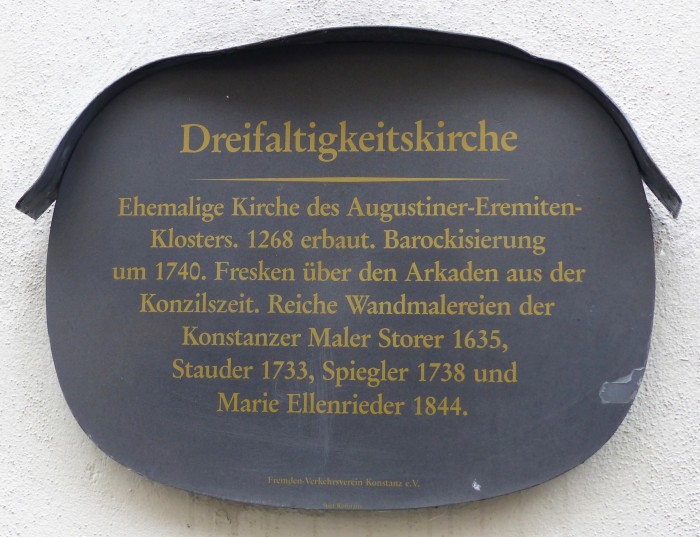 Dreifaltigkeitskirche
Ehemalige Kirche des Augustiner-Eremiten-
Klosters. 1268 erbaut. Barockisierung
um 1740. Fresken über den Arkaden aus der
Konzilszeit. Reiche Wandmalereien der
Konstanzer Maler Storer 1635,
Stauder 1733, Spiegler 1738 und
Marie Ellenrieder 1844.
Fremden-Verkehrsverein Konstanz e.V.